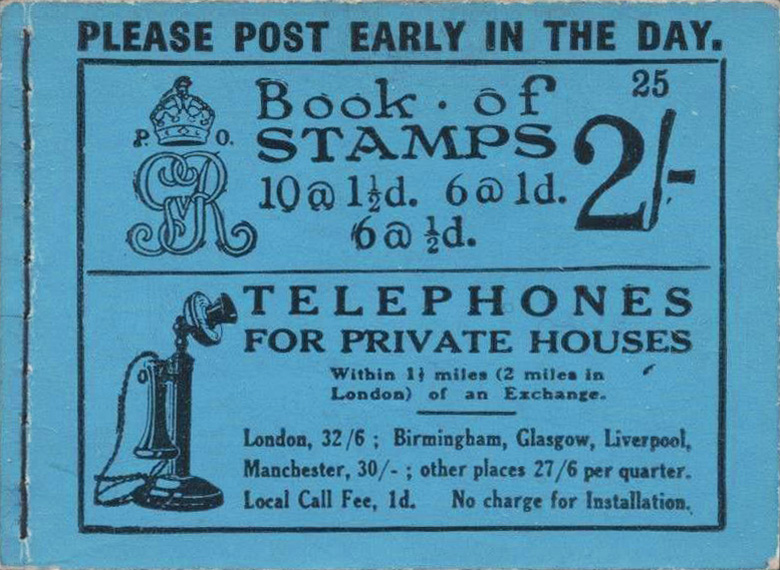 PLEASE POST EARLY IN THE DAY.
25
Book · of
STAMPS
2/-
P. O.
GR
10 @ 1½d. 6 @ 1d.
6 @ ½d.
TELEPHONES
FOR PRIVATE HOUSES
Within 1½ miles (2 miles in
London) of an Exchange.
London, 32/6 ; Birmingham, Glasgow, Liverpool,
Manchester, 30/- ; other places 27/6 per quarter.
Local Call Fee, 1d. No charge for Installation.